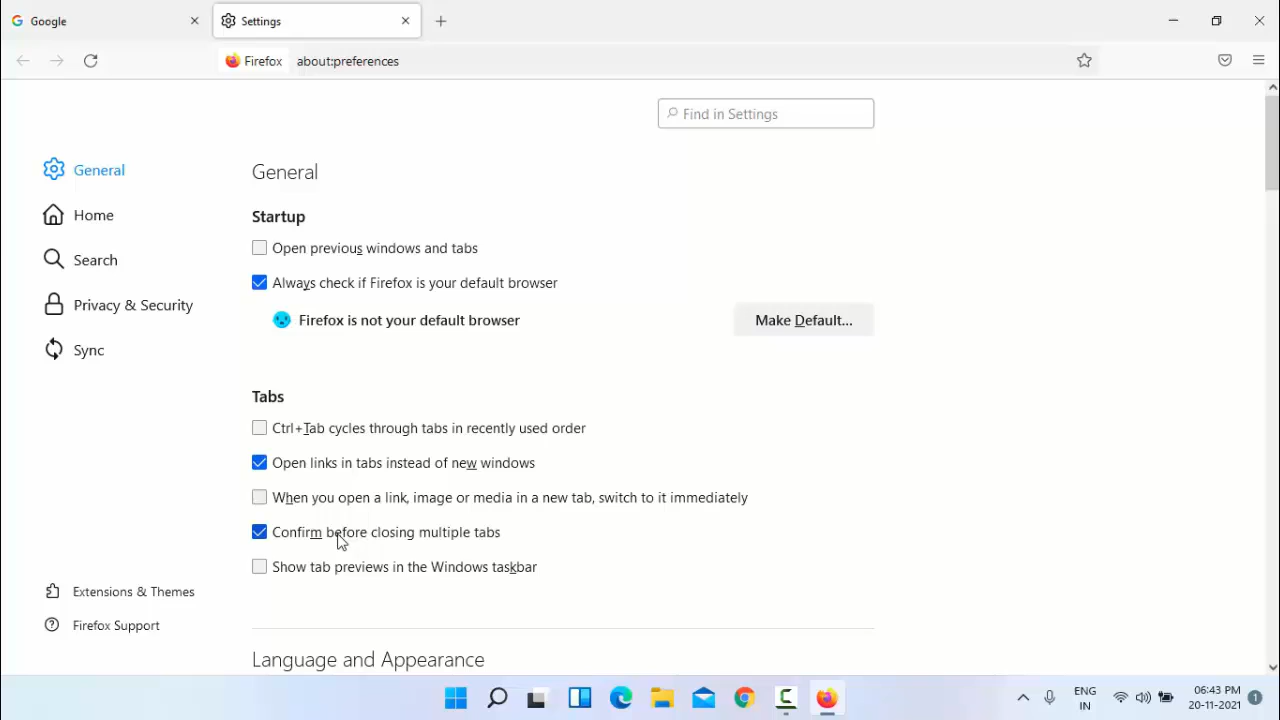 Google
Settings
Firefox
about:preferences
Find in Settings
General
Home
Search
Privacy & Security
Sync
Extensions & Themes
Firefox Support
General
Startup
Open previous windows and tabs
Always check if Firefox is your default browser
Firefox is not your default browser
Make Default...
Tabs
Ctrl+Tab cycles through tabs in recently used order
Open links in tabs instead of new windows
When you open a link, image or media in a new tab, switch to it immediately
Confirm before closing multiple tabs
Show tab previews in the Windows taskbar
Language and Appearance
ENG
IN
06:43 PM
20-11-2021
1